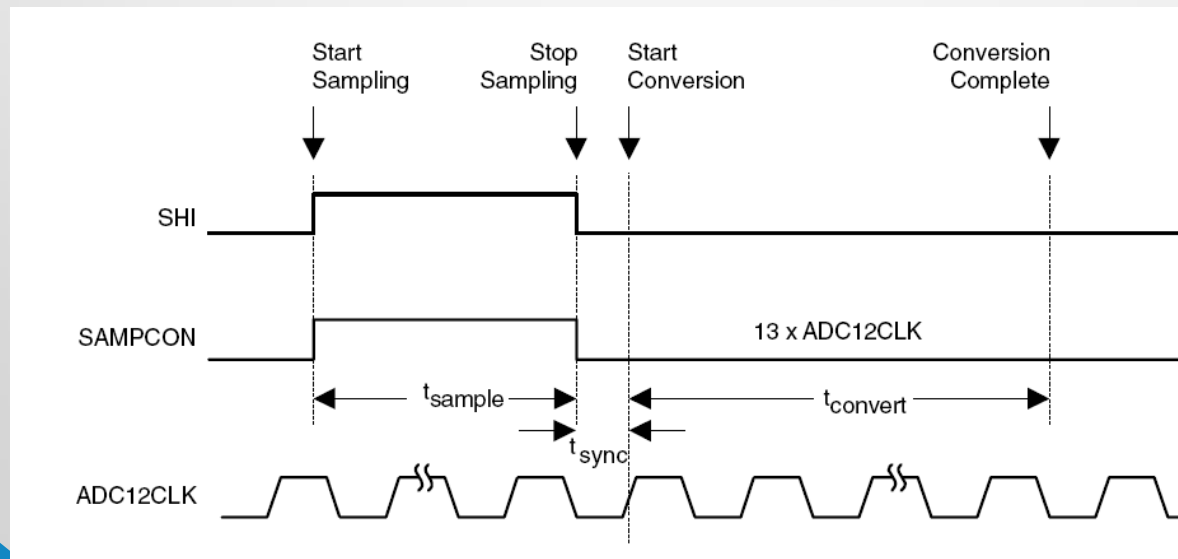 Start
Sampling
Stop
Sampling
Start
Conversion
Conversion
Complete
SHI
SAMPCON
13 x ADC12CLK
tsample
tconvert
tsync
ADC12CLK